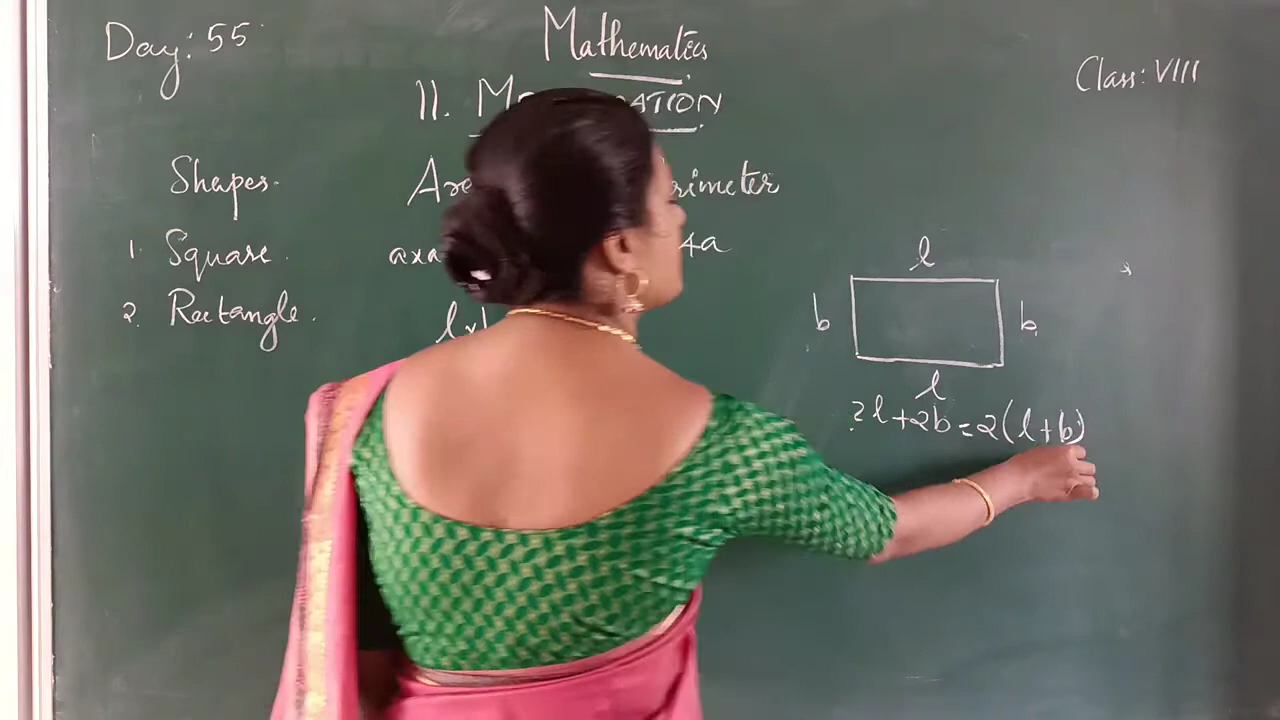 Day: 55
Mathematics
Class: VIII
11. M ATION
Shapes. Are rimeter
1. Square. axa 4a
2. Rectangle. lx
l
b b
l
2l+2b=2(l+b)